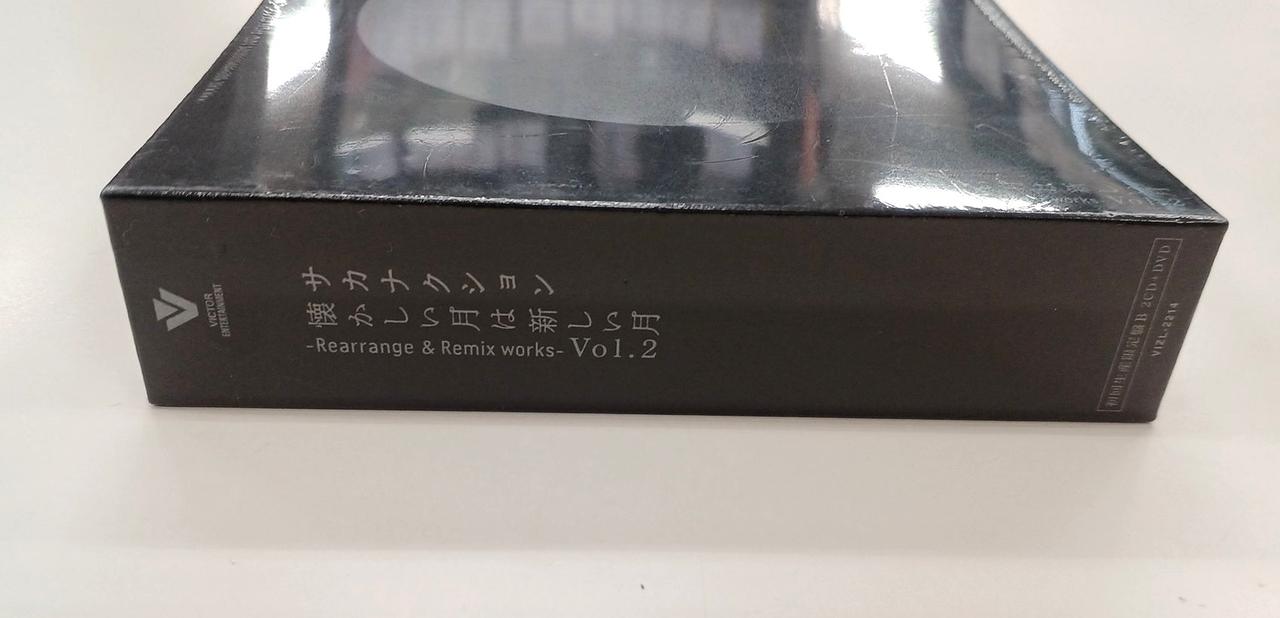 VICTOR
ENTERTAINMENT
サカナクション
懐かしい月は新しい月
-Rearrange & Remix works- Vol.2
初回生産限定盤B 2CD+DVD
VIZL-2214